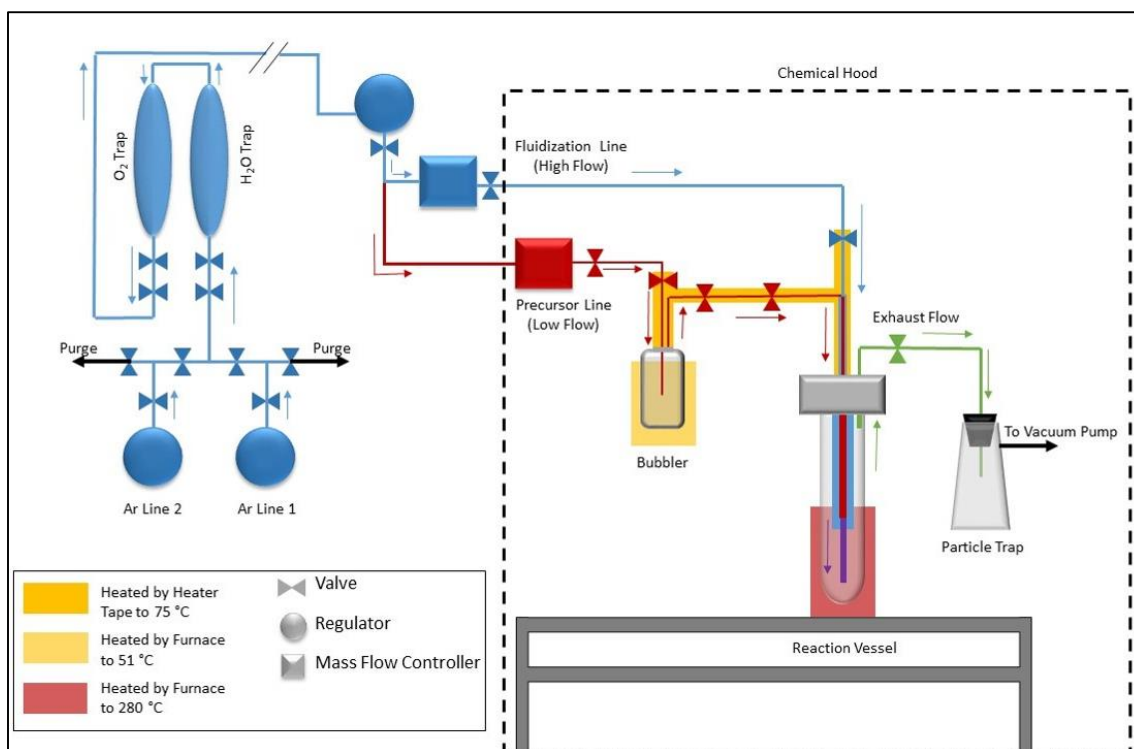 Chemical Hood
O₂ Trap
H₂O Trap
Fluidization Line
(High Flow)
Precursor Line
(Low Flow)
Exhaust Flow
Purge
Purge
To Vacuum Pump
Bubbler
Ar Line 2
Ar Line 1
Particle Trap
Heated by Heater
Tape to 75 °C
Heated by Furnace
to 51 °C
Heated by Furnace
to 280 °C
Valve
Regulator
Mass Flow Controller
Reaction Vessel